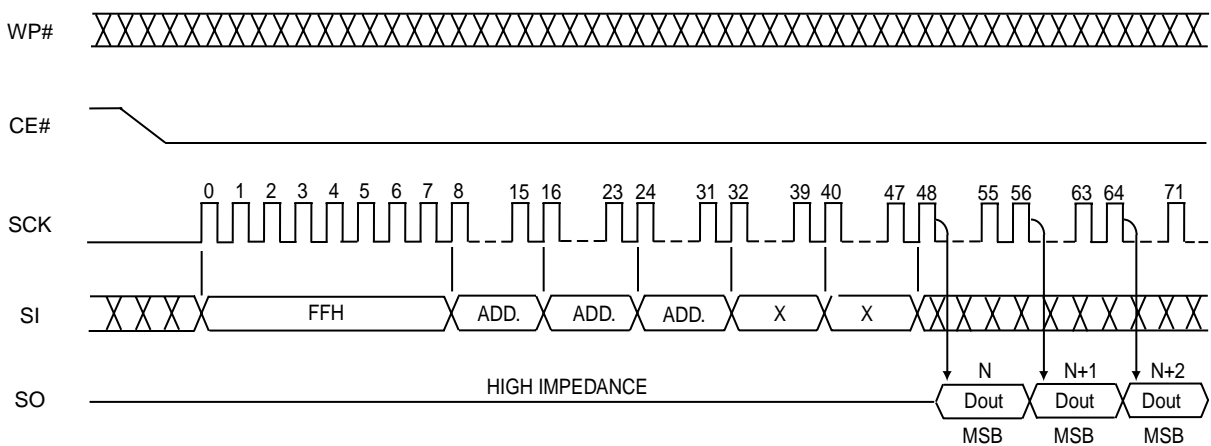 WP#
CE#
0 1 2 3 4 5 6 7 8 15 16 23 24 31 32 39 40 47 48 55 56 63 64 71
SCK
SI FFH ADD. ADD. ADD. X X
N N+1 N+2
SO HIGH IMPEDANCE Dout Dout Dout
MSB MSB MSB